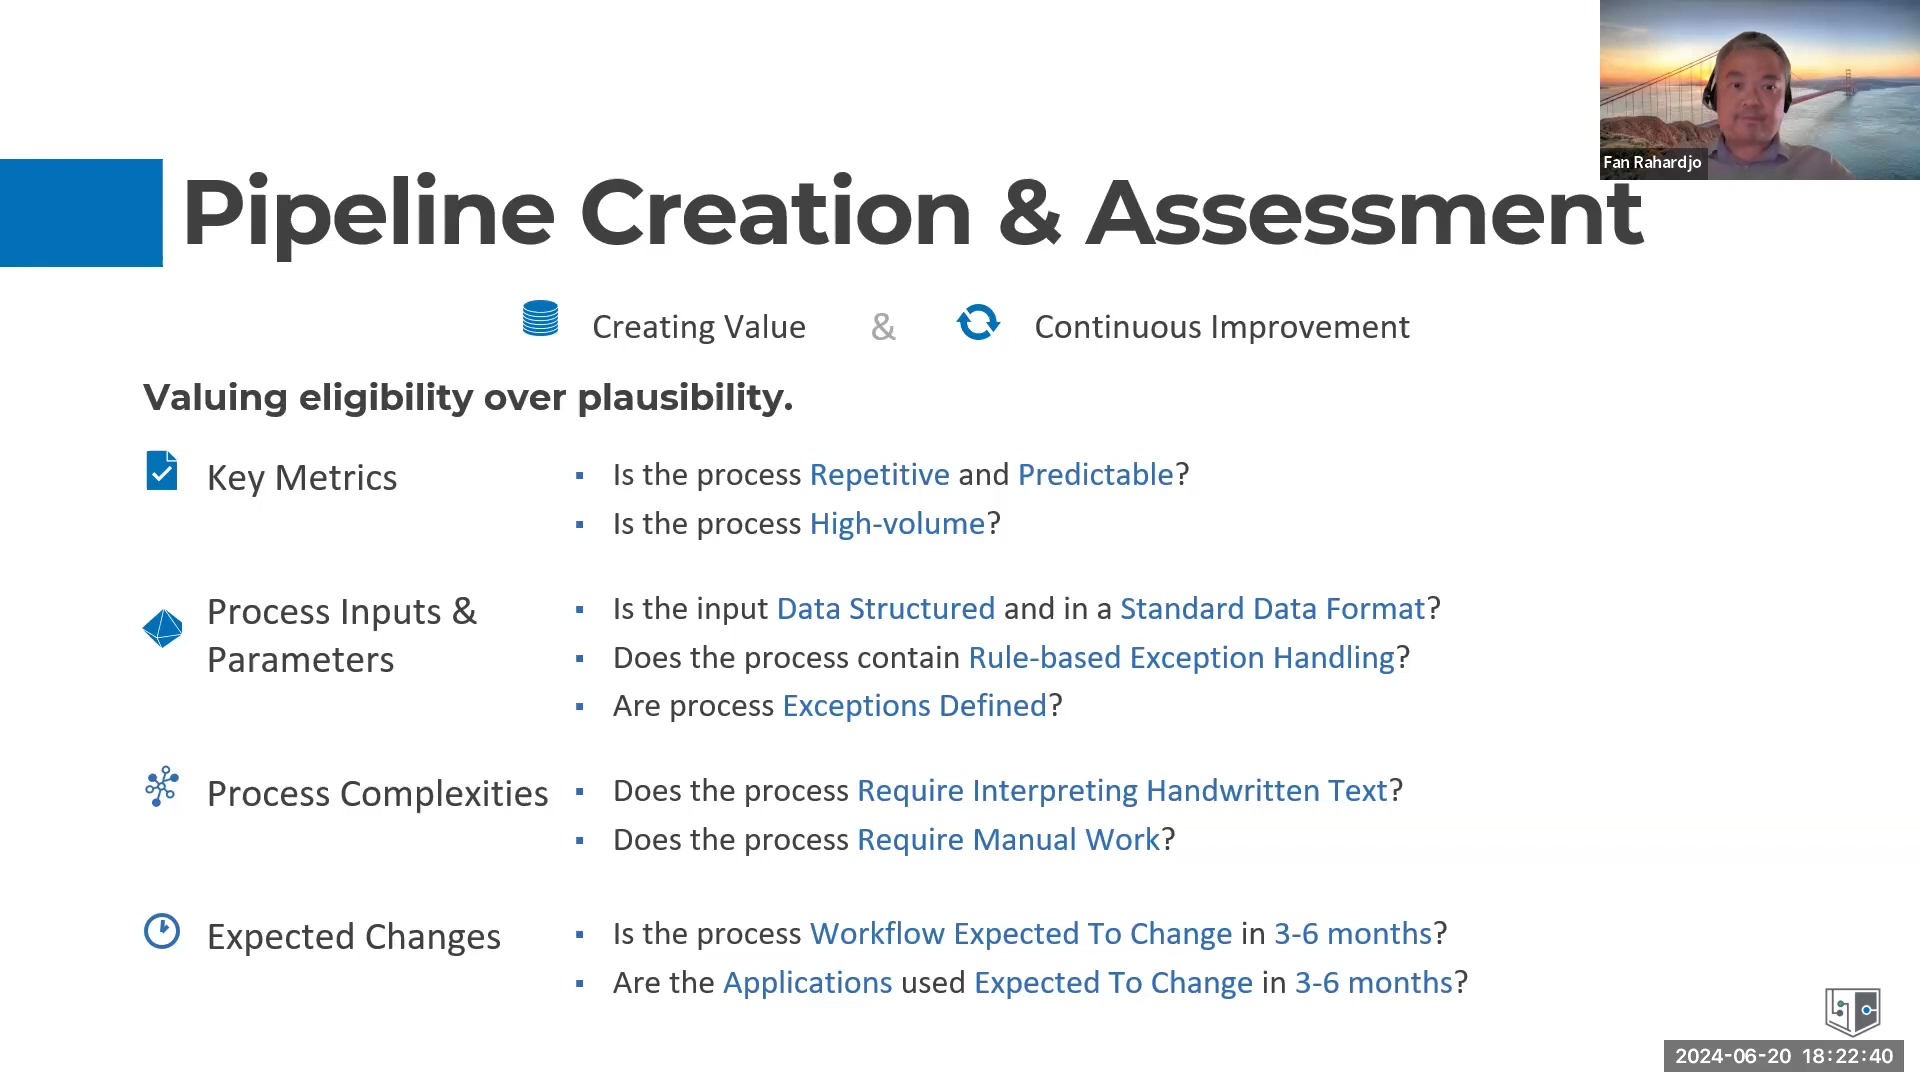 Fan Rahardjo
Pipeline Creation & Assessment
Creating Value & Continuous Improvement
Valuing eligibility over plausibility.
Key Metrics
▪ Is the process Repetitive and Predictable?
▪ Is the process High-volume?
Process Inputs &
Parameters
▪ Is the input Data Structured and in a Standard Data Format?
▪ Does the process contain Rule-based Exception Handling?
▪ Are process Exceptions Defined?
Process Complexities
▪ Does the process Require Interpreting Handwritten Text?
▪ Does the process Require Manual Work?
Expected Changes
▪ Is the process Workflow Expected To Change in 3-6 months?
▪ Are the Applications used Expected To Change in 3-6 months?
2024-06-20 18:22:40